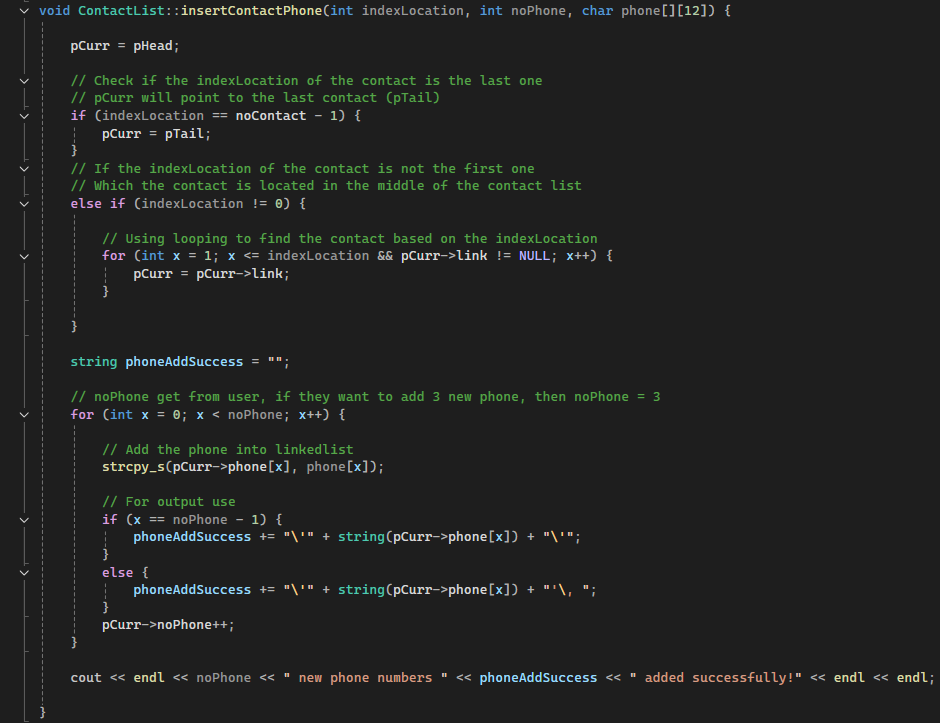 void ContactList::insertContactPhone(int indexLocation, int noPhone, char phone[][12]) {
pCurr = pHead;
// Check if the indexLocation of the contact is the last one
// pCurr will point to the last contact (pTail)
if (indexLocation == noContact - 1) {
pCurr = pTail;
}
// If the indexLocation of the contact is not the first one
// Which the contact is located in the middle of the contact list
else if (indexLocation != 0) {
// Using looping to find the contact based on the indexLocation
for (int x = 1; x <= indexLocation && pCurr->link != NULL; x++) {
pCurr = pCurr->link;
}
}
string phoneAddSuccess = "";
// noPhone get from user, if they want to add 3 new phone, then noPhone = 3
for (int x = 0; x < noPhone; x++) {
// Add the phone into linkedlist
strcpy_s(pCurr->phone[x], phone[x]);
// For output use
if (x == noPhone - 1) {
phoneAddSuccess += "\'" + string(pCurr->phone[x]) + "\'";
}
else {
phoneAddSuccess += "\'" + string(pCurr->phone[x]) + "'\, ";
}
pCurr->noPhone++;
}
cout << endl << noPhone << " new phone numbers " << phoneAddSuccess << " added successfully!" << endl << endl;
}